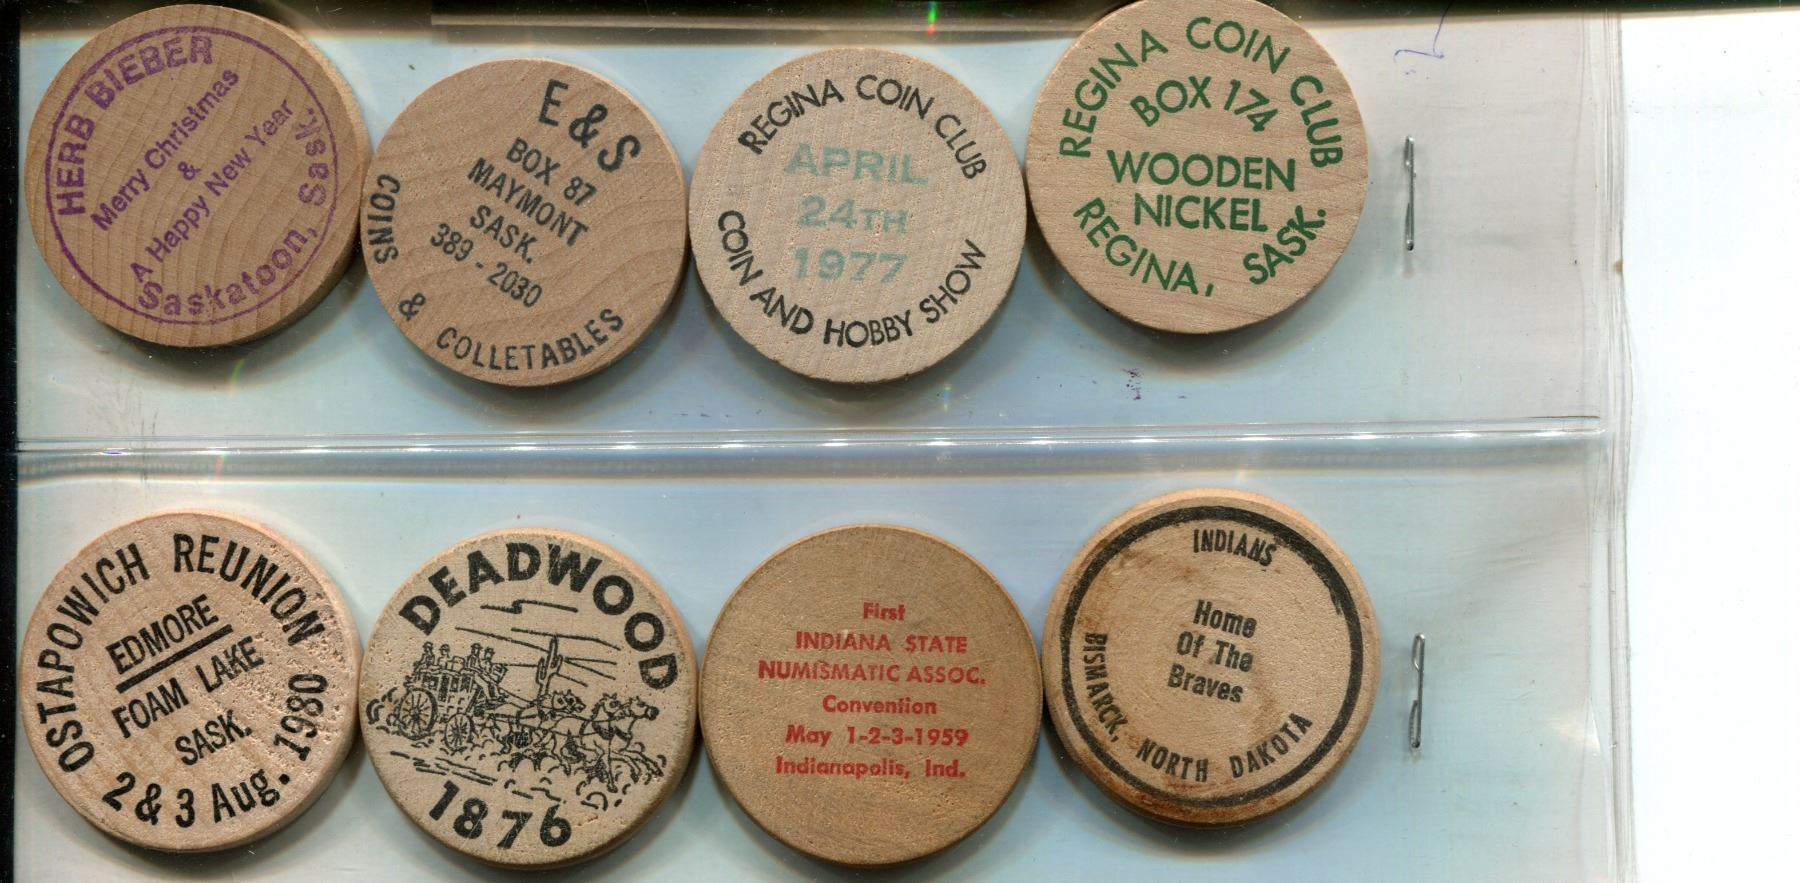 HERB BIEBER
Merry Christmas
&
A Happy New Year
Saskatoon, Sask.
E & S
BOX 87
MAYMONT
SASK.
389 - 2030
COINS & COLLETABLES
REGINA COIN CLUB
APRIL
24TH
1977
COIN AND HOBBY SHOW
REGINA COIN CLUB
BOX 174
WOODEN
NICKEL
REGINA, SASK.
OSTAPOWICH REUNION
EDMORE
FOAM LAKE
SASK.
2 & 3 Aug. 1980
DEADWOOD
1876
First
INDIANA STATE
NUMISMATIC ASSOC.
Convention
May 1-2-3-1959
Indianapolis, Ind.
INDIANS
Home
Of The
Braves
BISMARCK, NORTH DAKOTA